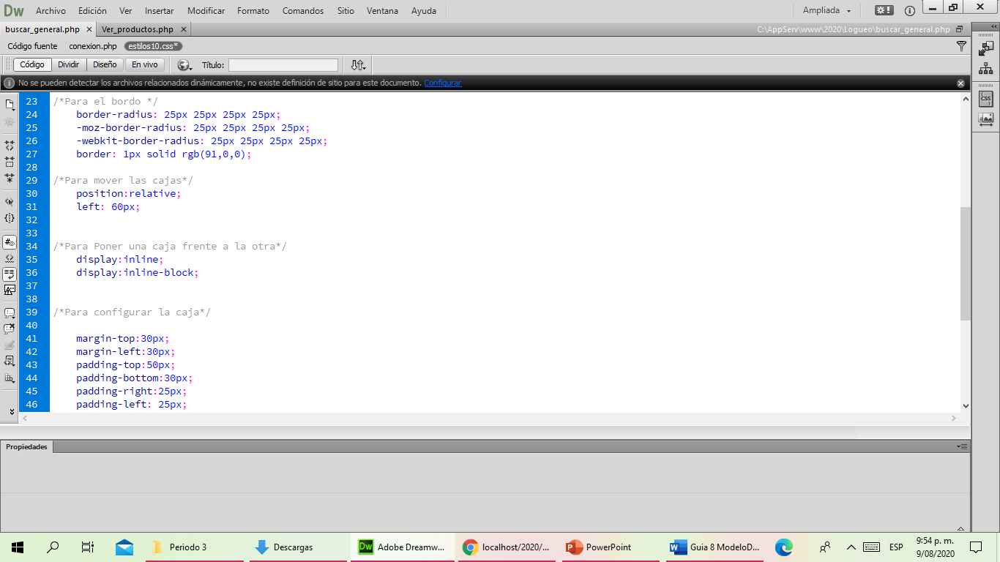 Dw Archivo Edición Ver Insertar Modificar Formato Comandos Sitio Ventana Ayuda Ampliada
buscar_general.php × Ver_productos.php × C:\AppServ\www\2020\Logueo\buscar_general.php
Código fuente conexion.php estilos10.css*
Código Dividir Diseño En vivo Título:
No se pueden detectar los archivos relacionados dinámicamente, no existe definición de sitio para este documento. Configurar
23 /*Para el bordo */
24 border-radius: 25px 25px 25px 25px;
25 -moz-border-radius: 25px 25px 25px 25px;
26 -webkit-border-radius: 25px 25px 25px 25px;
27 border: 1px solid rgb(91,0,0);
28
29 /*Para mover las cajas*/
30 position:relative;
31 left: 60px;
32
33
34 /*Para Poner una caja frente a la otra*/
35 display:inline;
36 display:inline-block;
37
38
39 /*Para configurar la caja*/
40
41 margin-top:30px;
42 margin-left:30px;
43 padding-top:50px;
44 padding-bottom:30px;
45 padding-right:25px;
46 padding-left: 25px;
CSS
Propiedades
Periodo 3 Descargas Dw Adobe Dreamw... localhost/2020/... PowerPoint Guia 8 ModeloD... ESP 9:54 p. m.
9/08/2020